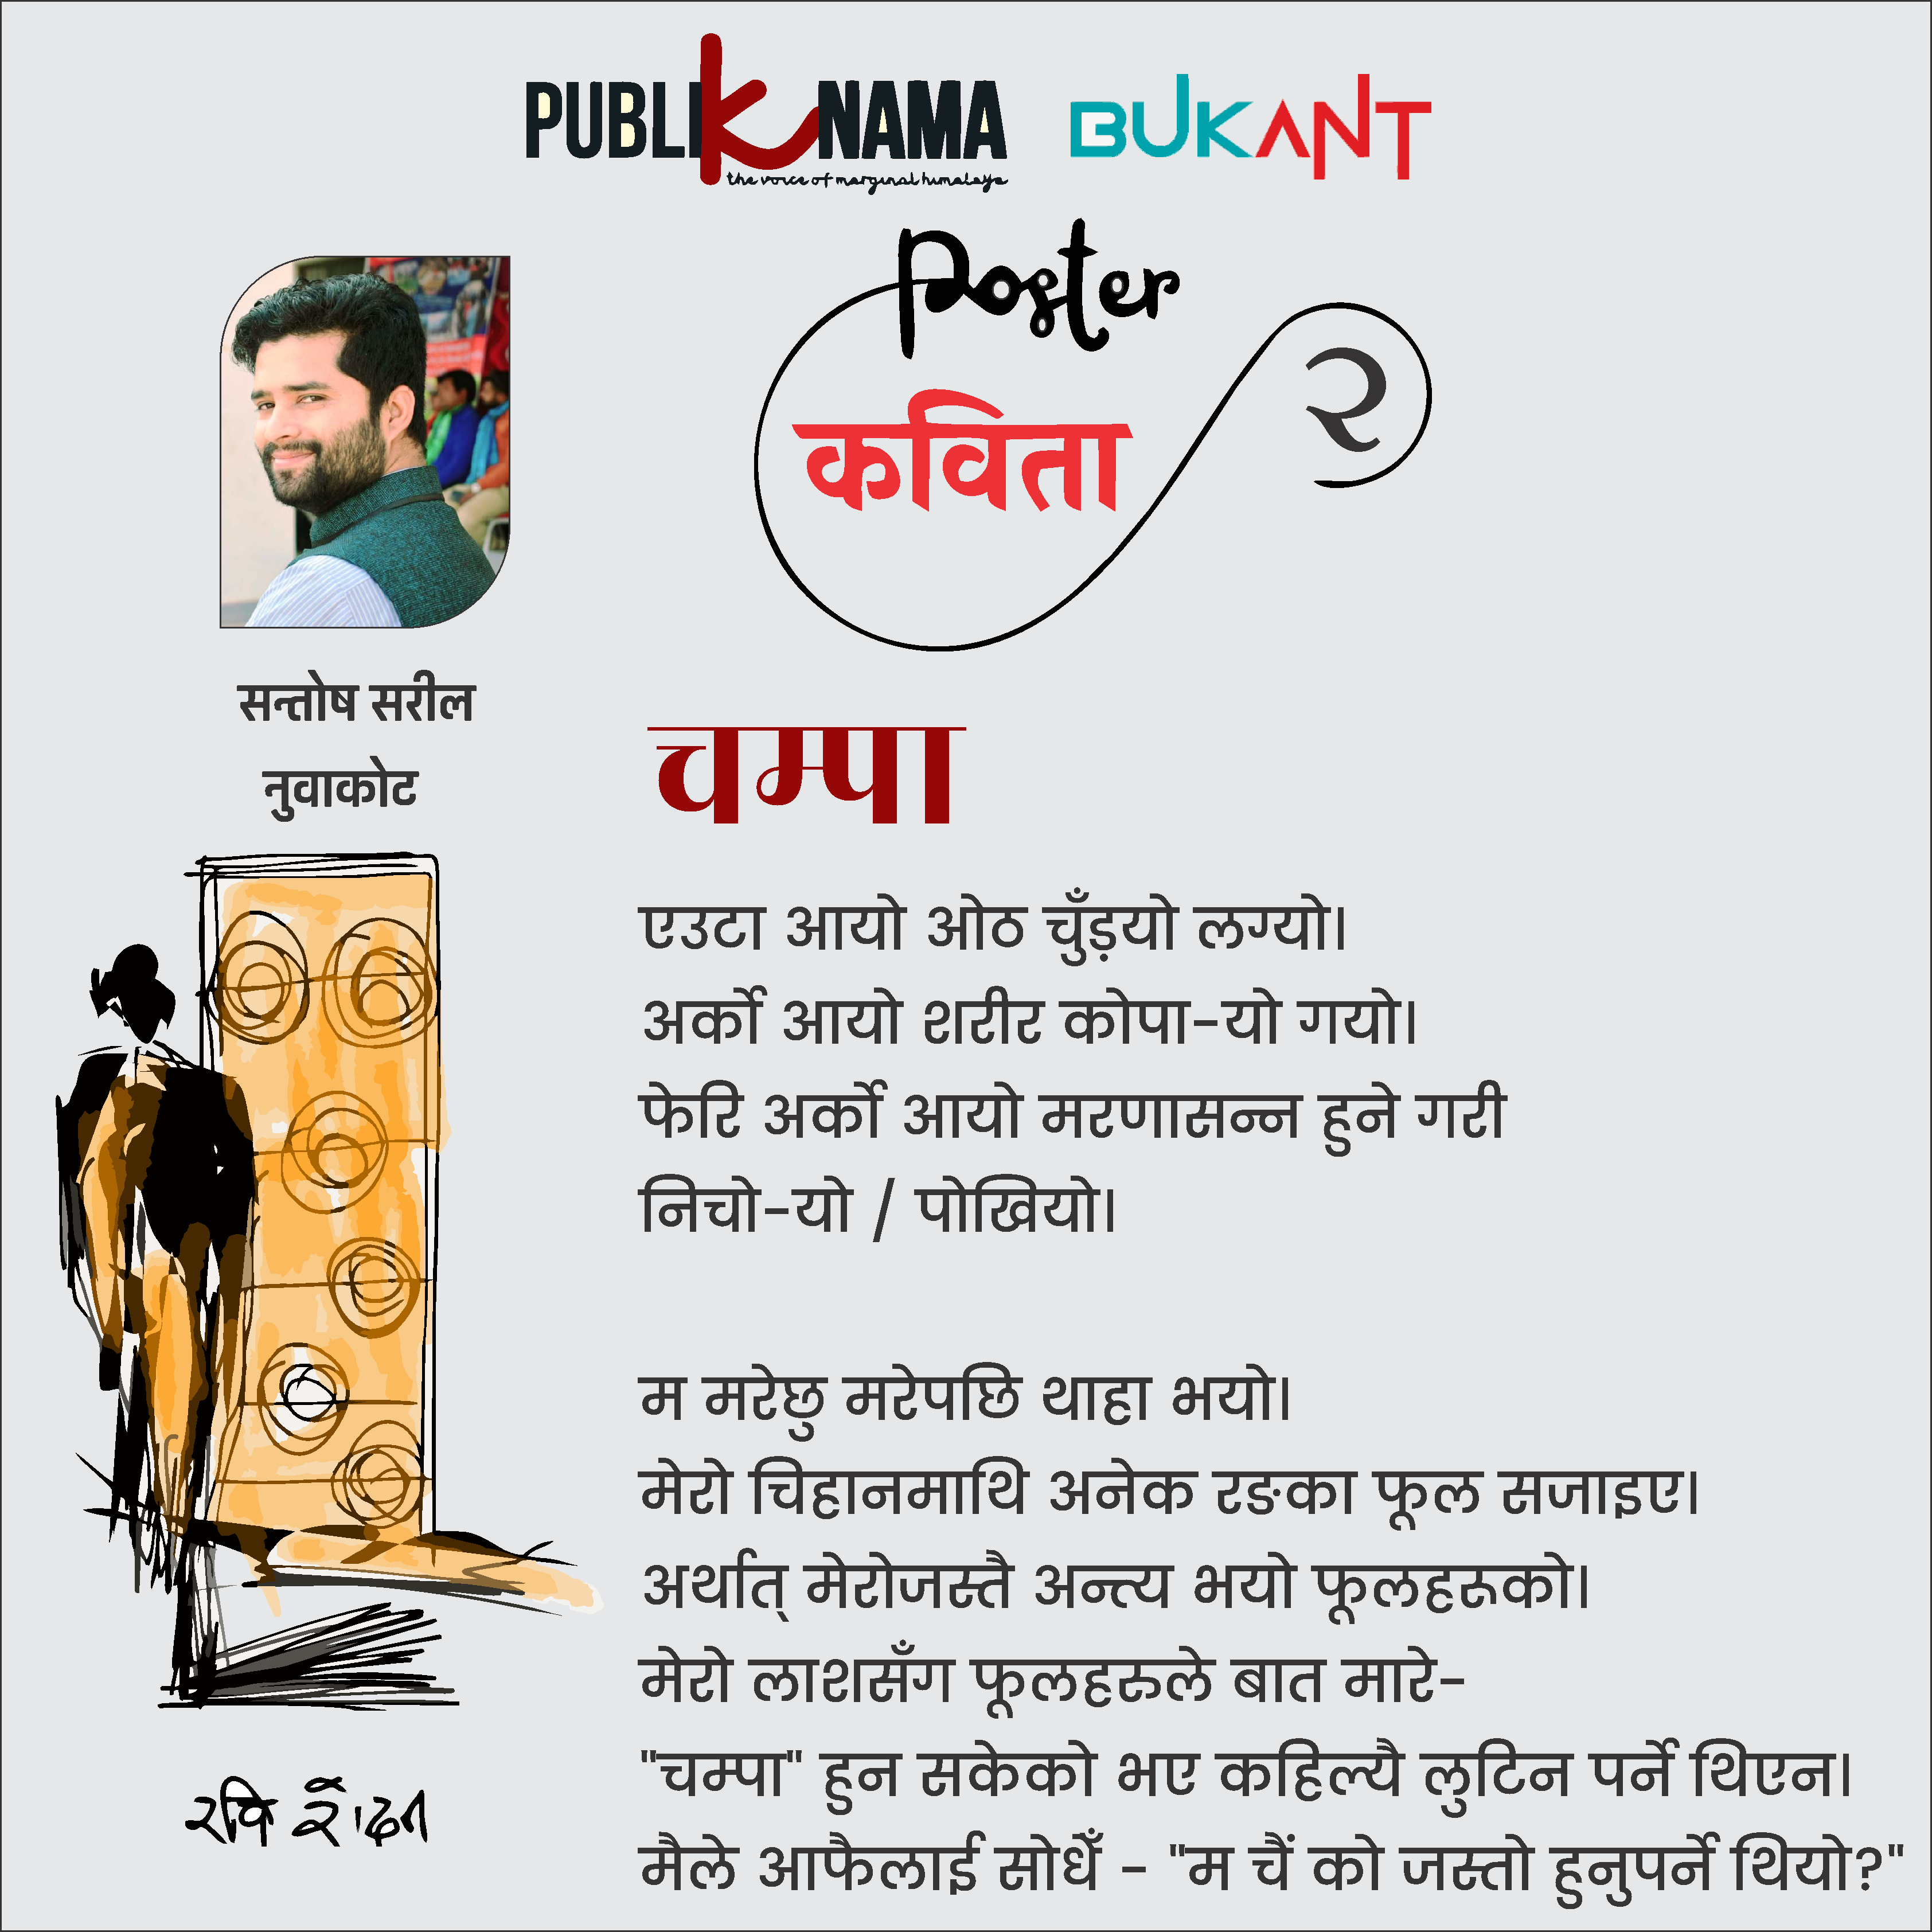 PUBLIKNAMA
the voice of marginal himalaya
BUKANT
Poster
कविता
२
सन्तोष सरील
नुवाकोट
चम्पा
एउटा आयो ओठ चुँड़यो लग्यो।
अर्को आयो शरीर कोपा-यो गयो।
फेरि अर्को आयो मरणासन्न हुने गरी
निचो-यो / पोखियो।
म मरेछु मरेपछि थाहा भयो।
मेरो चिहानमाथि अनेक रङका फूल सजाइए।
अर्थात् मेरोजस्तै अन्त्य भयो फूलहरूको।
मेरो लाशसँग फूलहरुले बात मारे-
"चम्पा" हुन सकेको भए कहिल्यै लुटिन पर्ने थिएन।
मैले आफैलाई सोधेँ - "म चैं को जस्तो हुनुपर्ने थियो?"
रवि